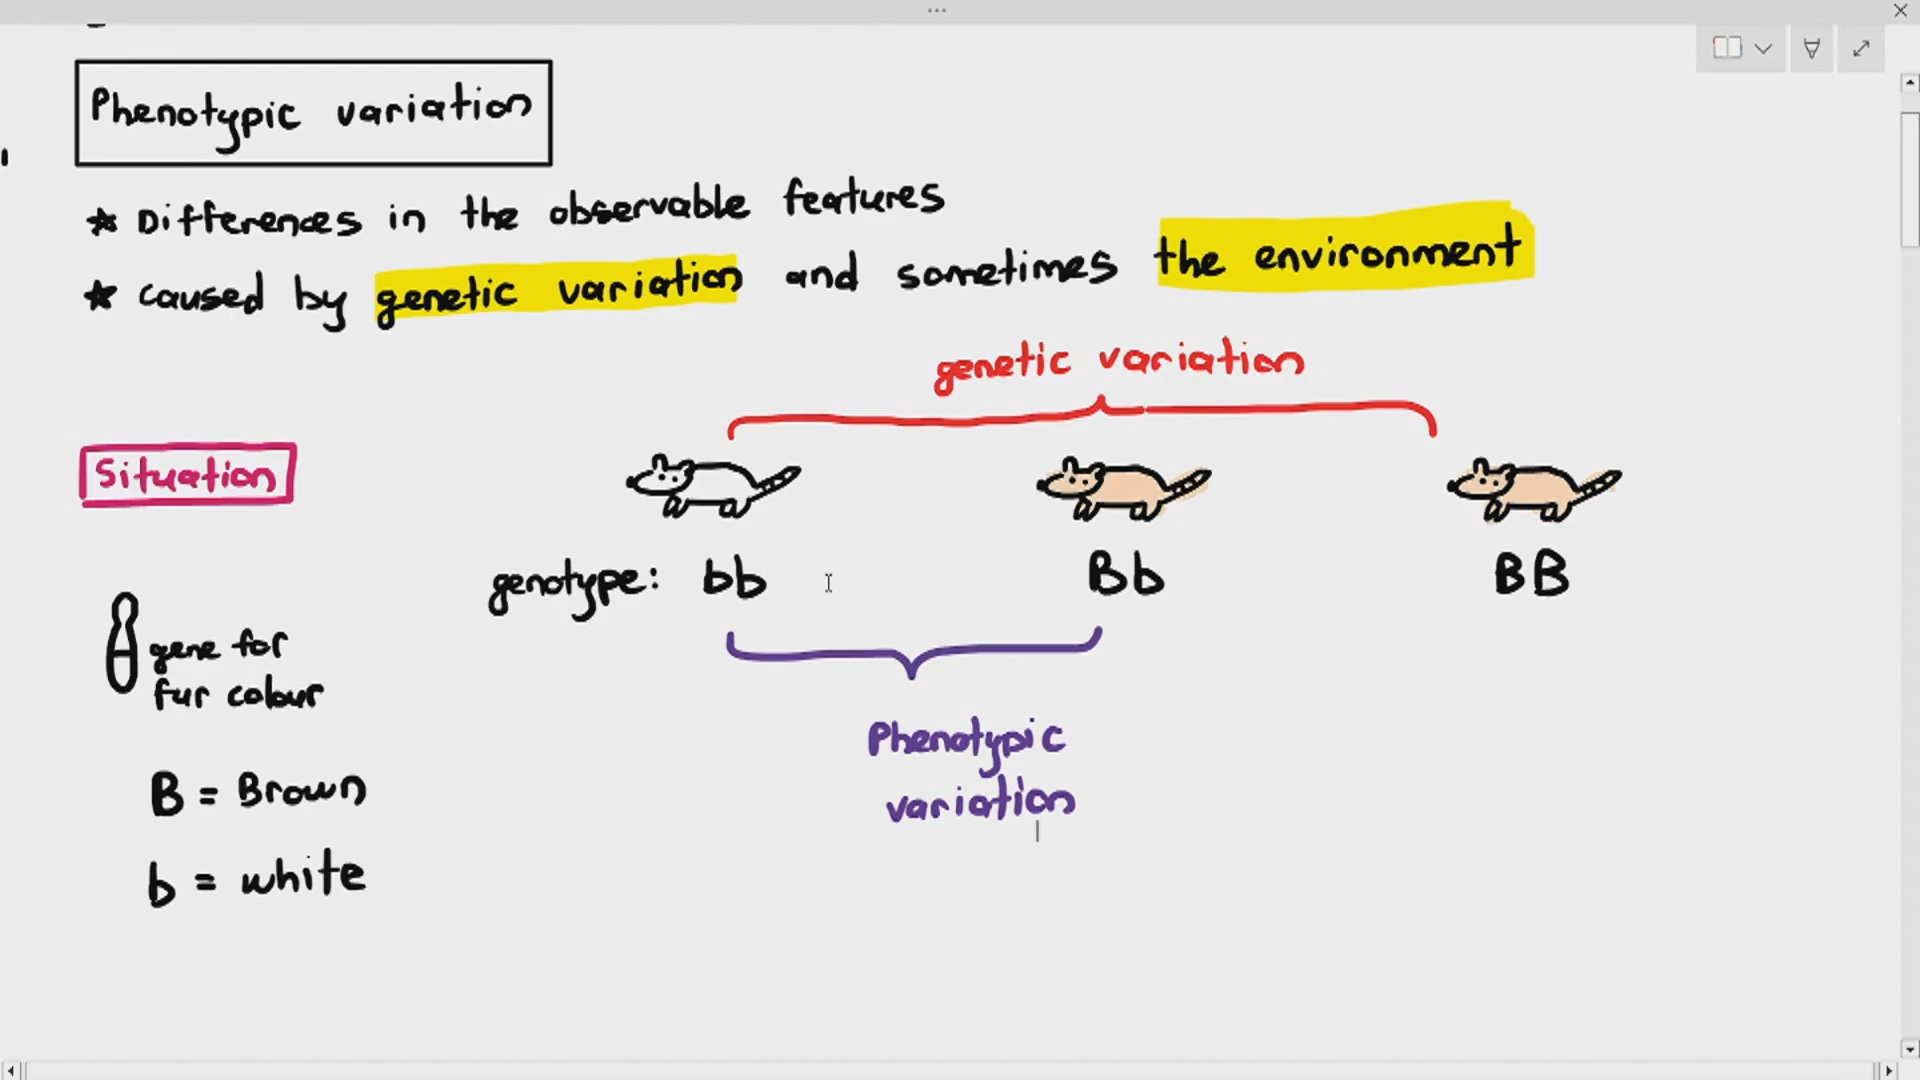 Phenotypic variation
* Differences in the observable features
* caused by genetic variation and sometimes the environment
genetic variation
Situation
genotype: bb Bb BB
gene for
fur colour
Phenotypic
variation
B = Brown
b = white